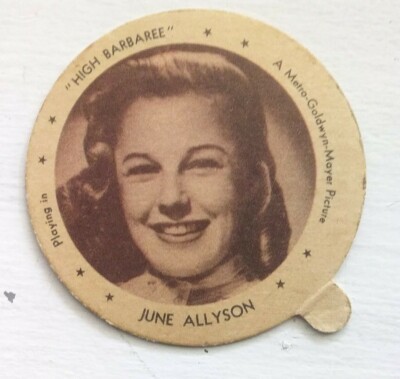 JUNE ALLYSON
Playing in
"HIGH BARBAREE"
A Metro-Goldwyn-Mayer Picture